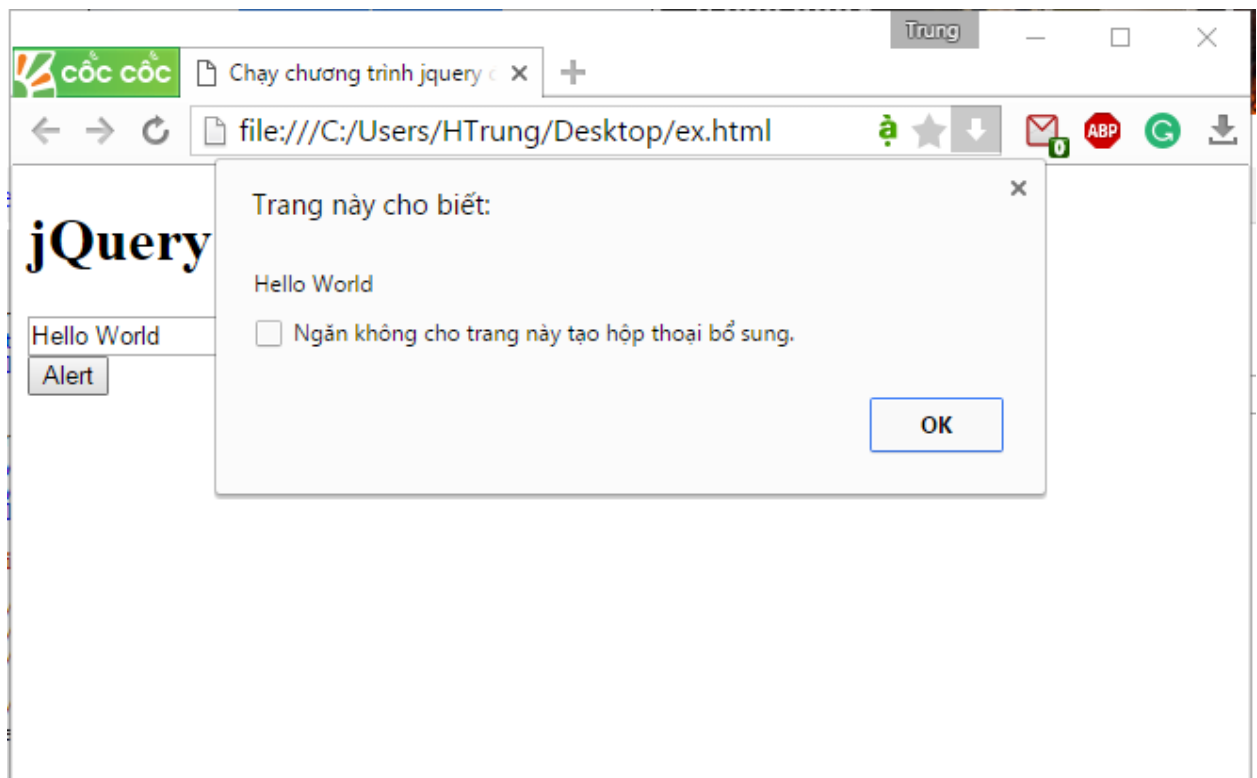 Trung
cốc cốc
Chạy chương trình jquery
file:///C:/Users/HTrung/Desktop/ex.html
ạ̀
0
ABP
G
Trang này cho biết:
jQuery
Hello World
Ngăn không cho trang này tạo hộp thoại bổ sung.
Hello World
Alert
OK